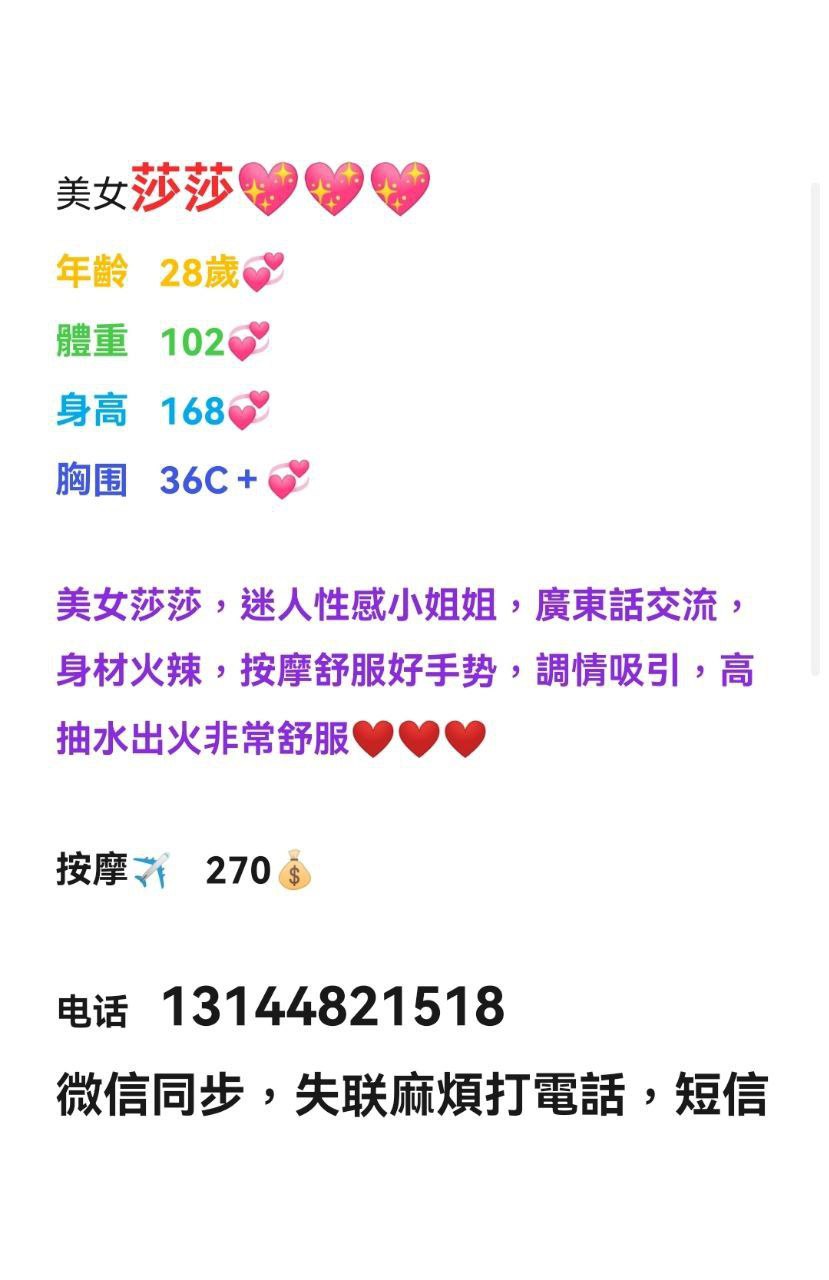 美女莎莎💖💖💖
年齡 28歲💞
體重 102💞
身高 168💞
胸围 36C+💞
美女莎莎，迷人性感小姐姐，廣東話交流，
身材火辣，按摩舒服好手势，調情吸引，高
抽水出火非常舒服❤️❤️❤️
按摩✈️ 270💰
电话 13144821518
微信同步，失联麻煩打電話，短信